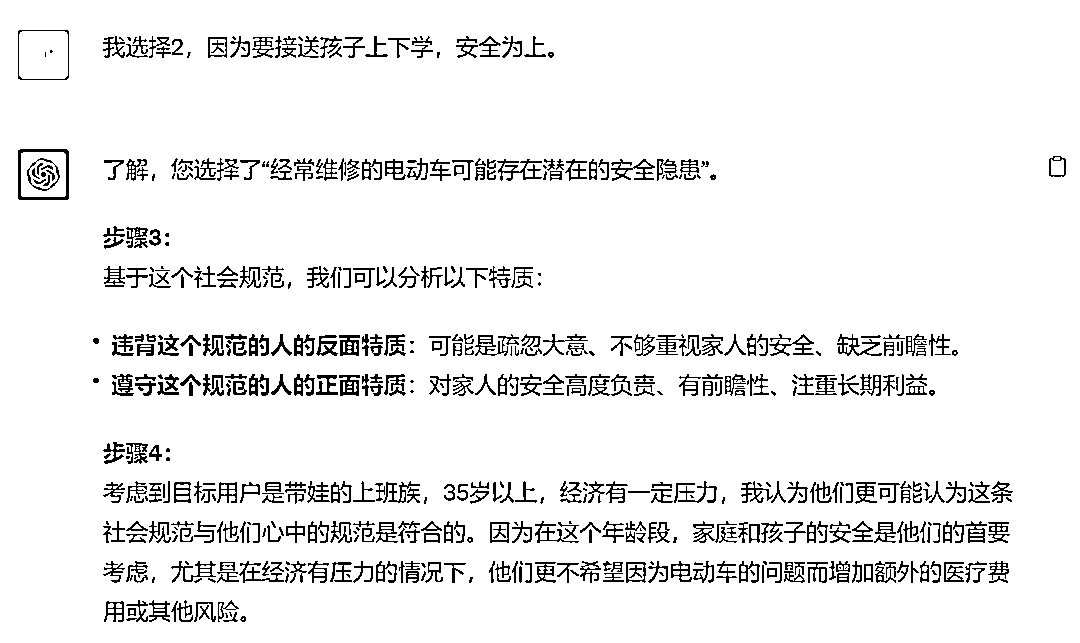 我选择2，因为要接送孩子上下学，安全为上。
了解，您选择了“经常维修的电动车可能存在潜在的安全隐患”。
步骤3：
基于这个社会规范，我们可以分析以下特质：
• 违背这个规范的人的反面特质：可能是疏忽大意、不够重视家人的安全、缺乏前瞻性。
• 遵守这个规范的人的正面特质：对家人的安全高度负责、有前瞻性、注重长期利益。
步骤4：
考虑到目标用户是带娃的上班族，35岁以上，经济有一定压力，我认为他们更可能认为这条
社会规范与他们心中的规范是符合的。因为在这个年龄段，家庭和孩子的安全是他们的首要
考虑，尤其是在经济有压力的情况下，他们更不希望因为电动车的问题而增加额外的医疗费
用或其他风险。